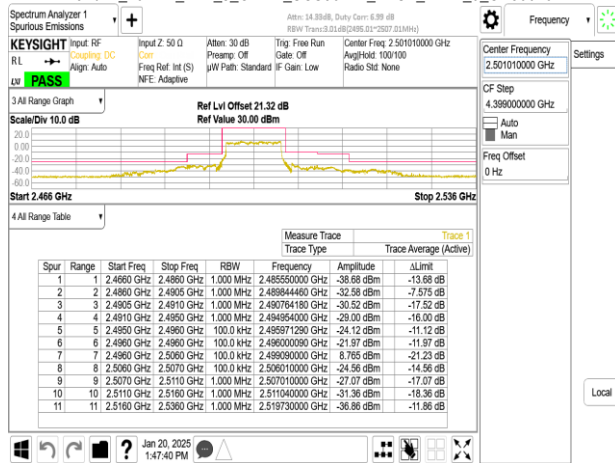 Spectrum Analyzer 1
Spurious Emissions
Attn: 14.33dB, Duty Corr: 6.99 dB
RBW Trans:3.01dB(2495.01~2507.01MHz)
Frequency
KEYSIGHT
RL
PASS
Input: RF
Coupling: DC
Align: Auto
Input Z: 50 Ω
Corr
Freq Ref: Int (S)
NFE: Adaptive
Atten: 30 dB
Preamp: Off
µW Path: Standard
Trig: Free Run
Gate: Off
IF Gain: Low
Center Freq: 2.501010000 GHz
Avg|Hold: 100/100
Radio Std: None
Center Frequency
2.501010000 GHz
Settings
CF Step
4.399000000 GHz
Auto
Man
Freq Offset
0 Hz
Local
3 All Range Graph
Scale/Div 10.0 dB
Ref Lvl Offset 21.32 dB
Ref Value 30.00 dBm
20.0
0.00
-20.0
-40.0
-60.0
Start 2.466 GHz
Stop 2.536 GHz
4 All Range Table
Measure Trace Trace 1
Trace Type Trace Average (Active)
Spur Range Start Freq Stop Freq RBW Frequency Amplitude ΔLimit
1 1 2.4660 GHz 2.4860 GHz 1.000 MHz 2.485550000 GHz -38.68 dBm -13.68 dB
2 2 2.4860 GHz 2.4905 GHz 1.000 MHz 2.489844460 GHz -32.58 dBm -7.575 dB
3 3 2.4905 GHz 2.4910 GHz 1.000 MHz 2.490764180 GHz -30.52 dBm -17.52 dB
4 4 2.4910 GHz 2.4950 GHz 1.000 MHz 2.494954000 GHz -29.00 dBm -16.00 dB
5 5 2.4950 GHz 2.4960 GHz 100.0 kHz 2.495971290 GHz -24.12 dBm -11.12 dB
6 6 2.4960 GHz 2.4960 GHz 100.0 kHz 2.496000090 GHz -21.97 dBm -11.97 dB
7 7 2.4960 GHz 2.5060 GHz 100.0 kHz 2.499090000 GHz 8.765 dBm -21.23 dB
8 8 2.5060 GHz 2.5070 GHz 100.0 kHz 2.506010000 GHz -24.56 dBm -14.56 dB
9 9 2.5070 GHz 2.5110 GHz 1.000 MHz 2.507010000 GHz -27.07 dBm -17.07 dB
10 10 2.5110 GHz 2.5160 GHz 1.000 MHz 2.511040000 GHz -31.36 dBm -18.36 dB
11 11 2.5160 GHz 2.5360 GHz 1.000 MHz 2.519730000 GHz -36.86 dBm -11.86 dB
?
Jan 20, 2025
1:47:40 PM